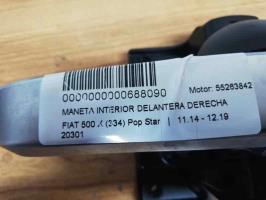 0000000000688090
Motor: 55263842
MANETA INTERIOR DELANTERA DERECHA
FIAT 500 X (334) Pop Star | 11.14 - 12.19
20301